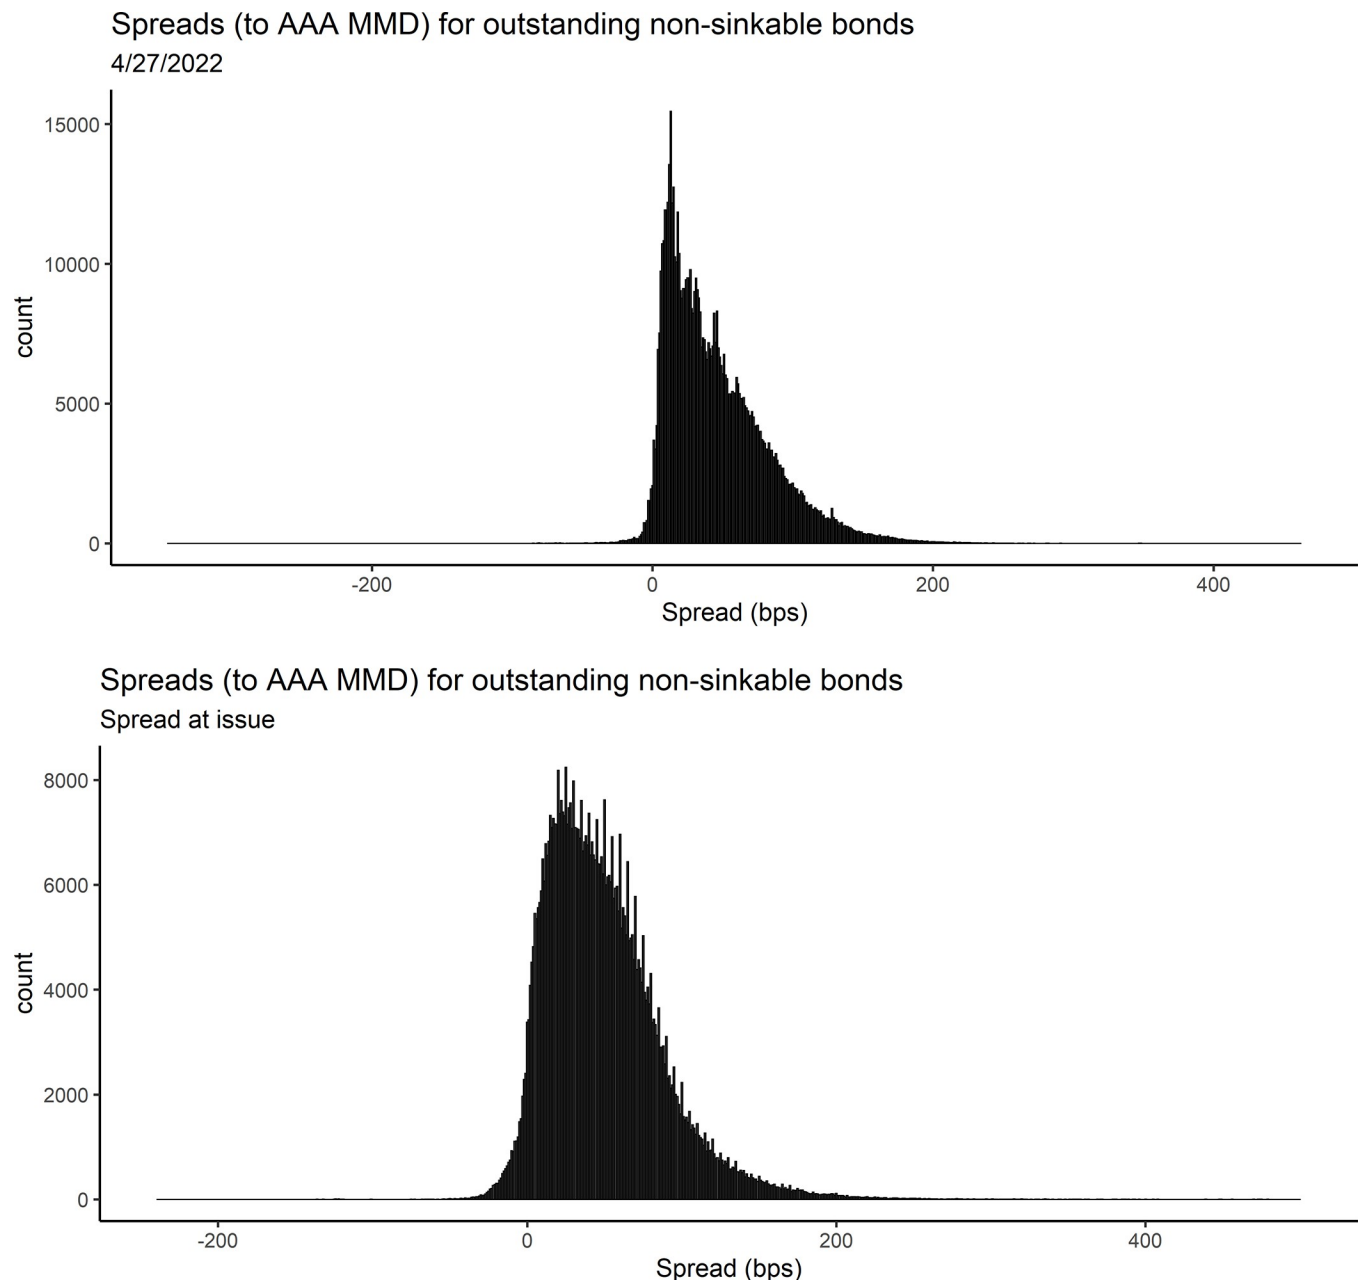 Spreads (to AAA MMD) for outstanding non-sinkable bonds
4/27/2022
15000
10000
5000
0
count
-200 0 200 400
Spread (bps)
Spreads (to AAA MMD) for outstanding non-sinkable bonds
Spread at issue
8000
6000
4000
2000
0
count
-200 0 200 400
Spread (bps)